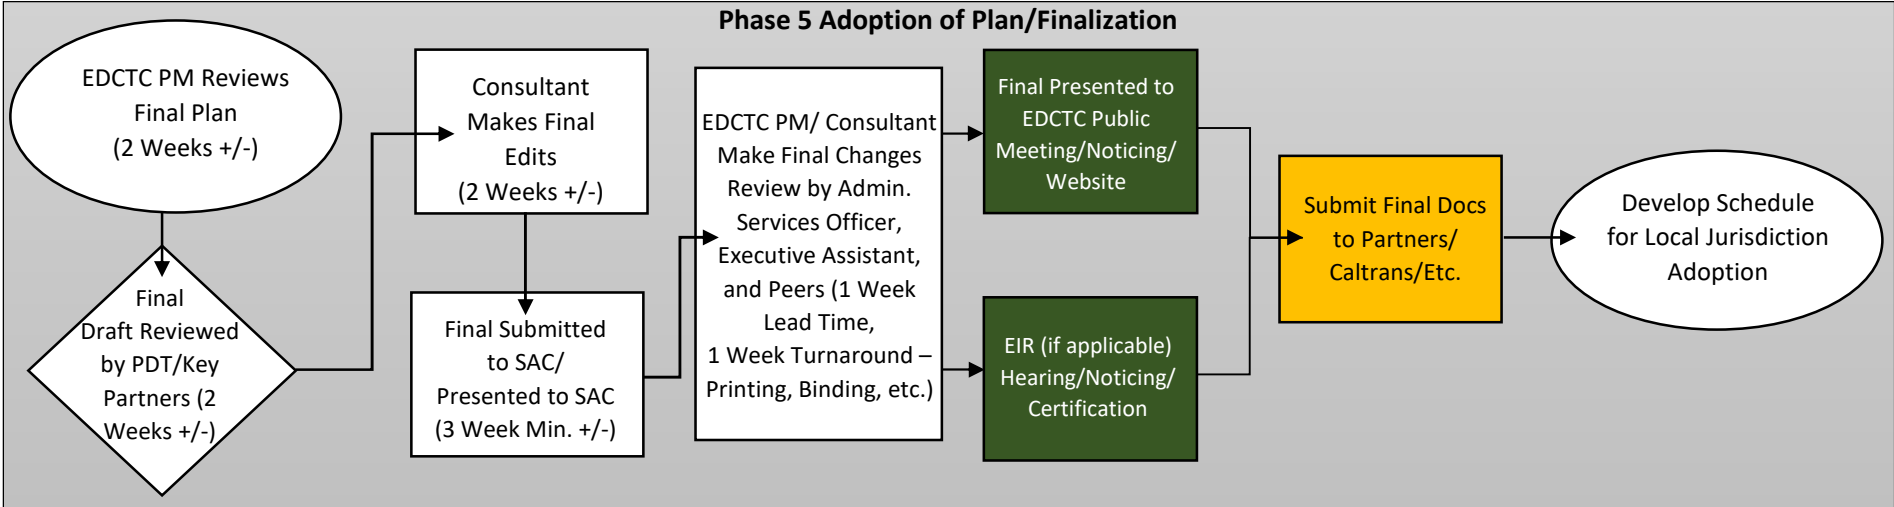 Phase 5 Adoption of Plan/Finalization
EDCTC PM Reviews
Final Plan
(2 Weeks +/-)
Final
Draft Reviewed
by PDT/Key
Partners (2
Weeks +/-)
Consultant
Makes Final
Edits
(2 Weeks +/-)
Final Submitted
to SAC/
Presented to SAC
(3 Week Min. +/-)
EDCTC PM/ Consultant
Make Final Changes
Review by Admin.
Services Officer,
Executive Assistant,
and Peers (1 Week
Lead Time,
1 Week Turnaround –
Printing, Binding, etc.)
Final Presented to
EDCTC Public
Meeting/Noticing/
Website
EIR (if applicable)
Hearing/Noticing/
Certification
Submit Final Docs
to Partners/
Caltrans/Etc.
Develop Schedule
for Local Jurisdiction
Adoption